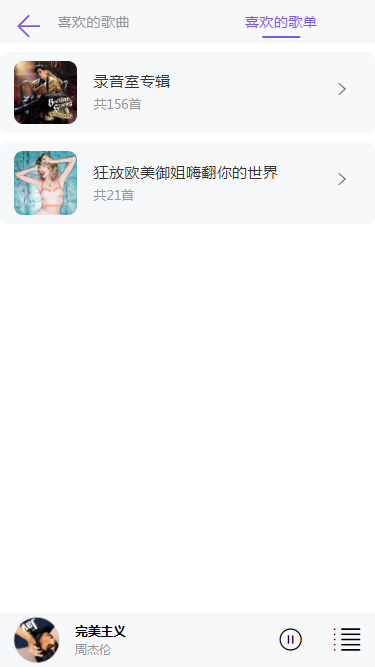 喜欢的歌曲
喜欢的歌单
录音室专辑
共156首
狂放欧美御姐嗨翻你的世界
共21首
完美主义
周杰伦